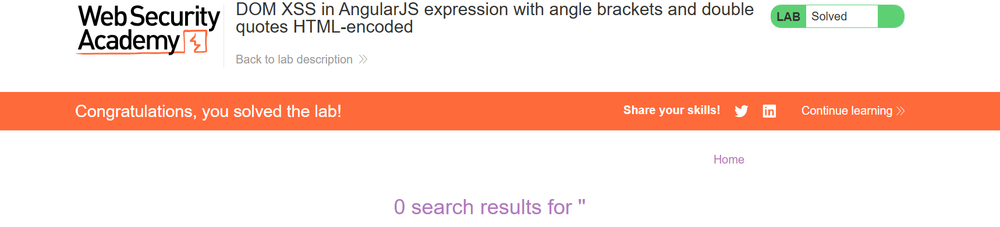 Web Security
Academy
DOM XSS in AngularJS expression with angle brackets and double
quotes HTML-encoded
LAB Solved
Back to lab description
Congratulations, you solved the lab!
Share your skills!
Continue learning
Home
0 search results for ''